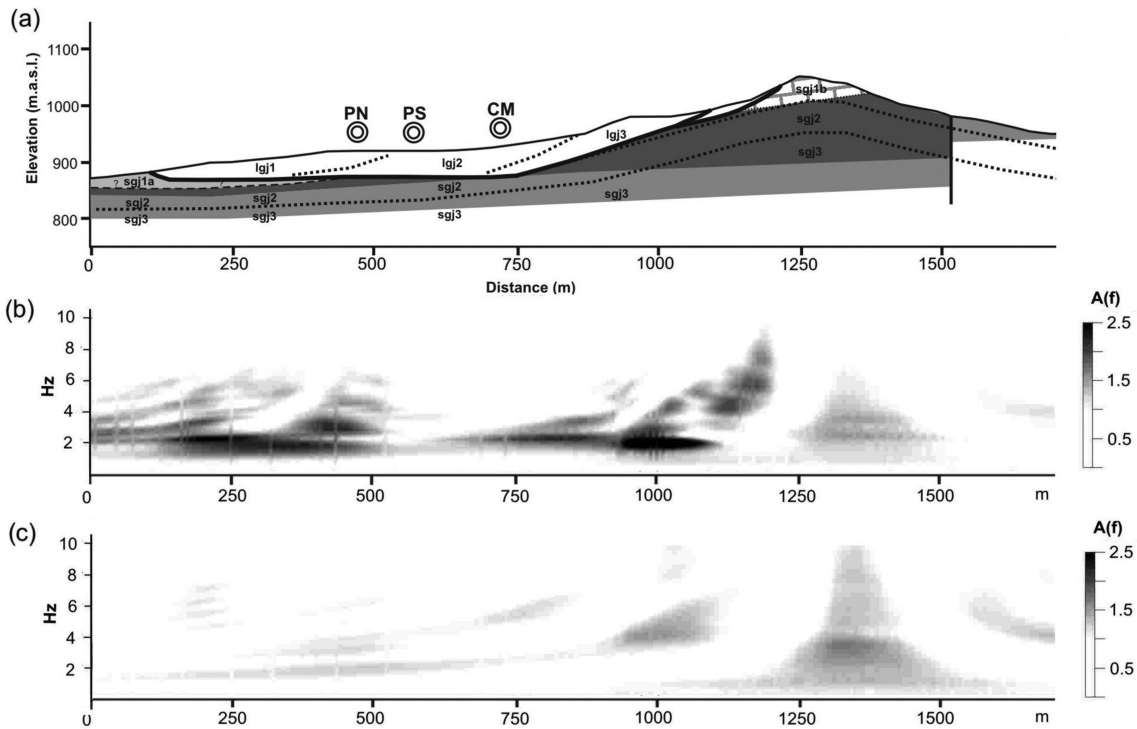 (a)
Elevation (m.a.s.l.)
1100
1000
900
800
PN PS CM
sgj1b
sgj2
sgj3
lgj3
lgj1 lgj2
? sgj1a ?
sgj2 sgj2 sgj2
sgj3 sgj3 sgj3
0 250 500 750 1000 1250 1500
Distance (m)
(b)
Hz
10
8
6
4
2
0 250 500 750 1000 1250 1500 m
A(f)
2.5
1.5
0.5
(c)
Hz
10
8
6
4
2
0 250 500 750 1000 1250 1500 m
A(f)
2.5
1.5
0.5